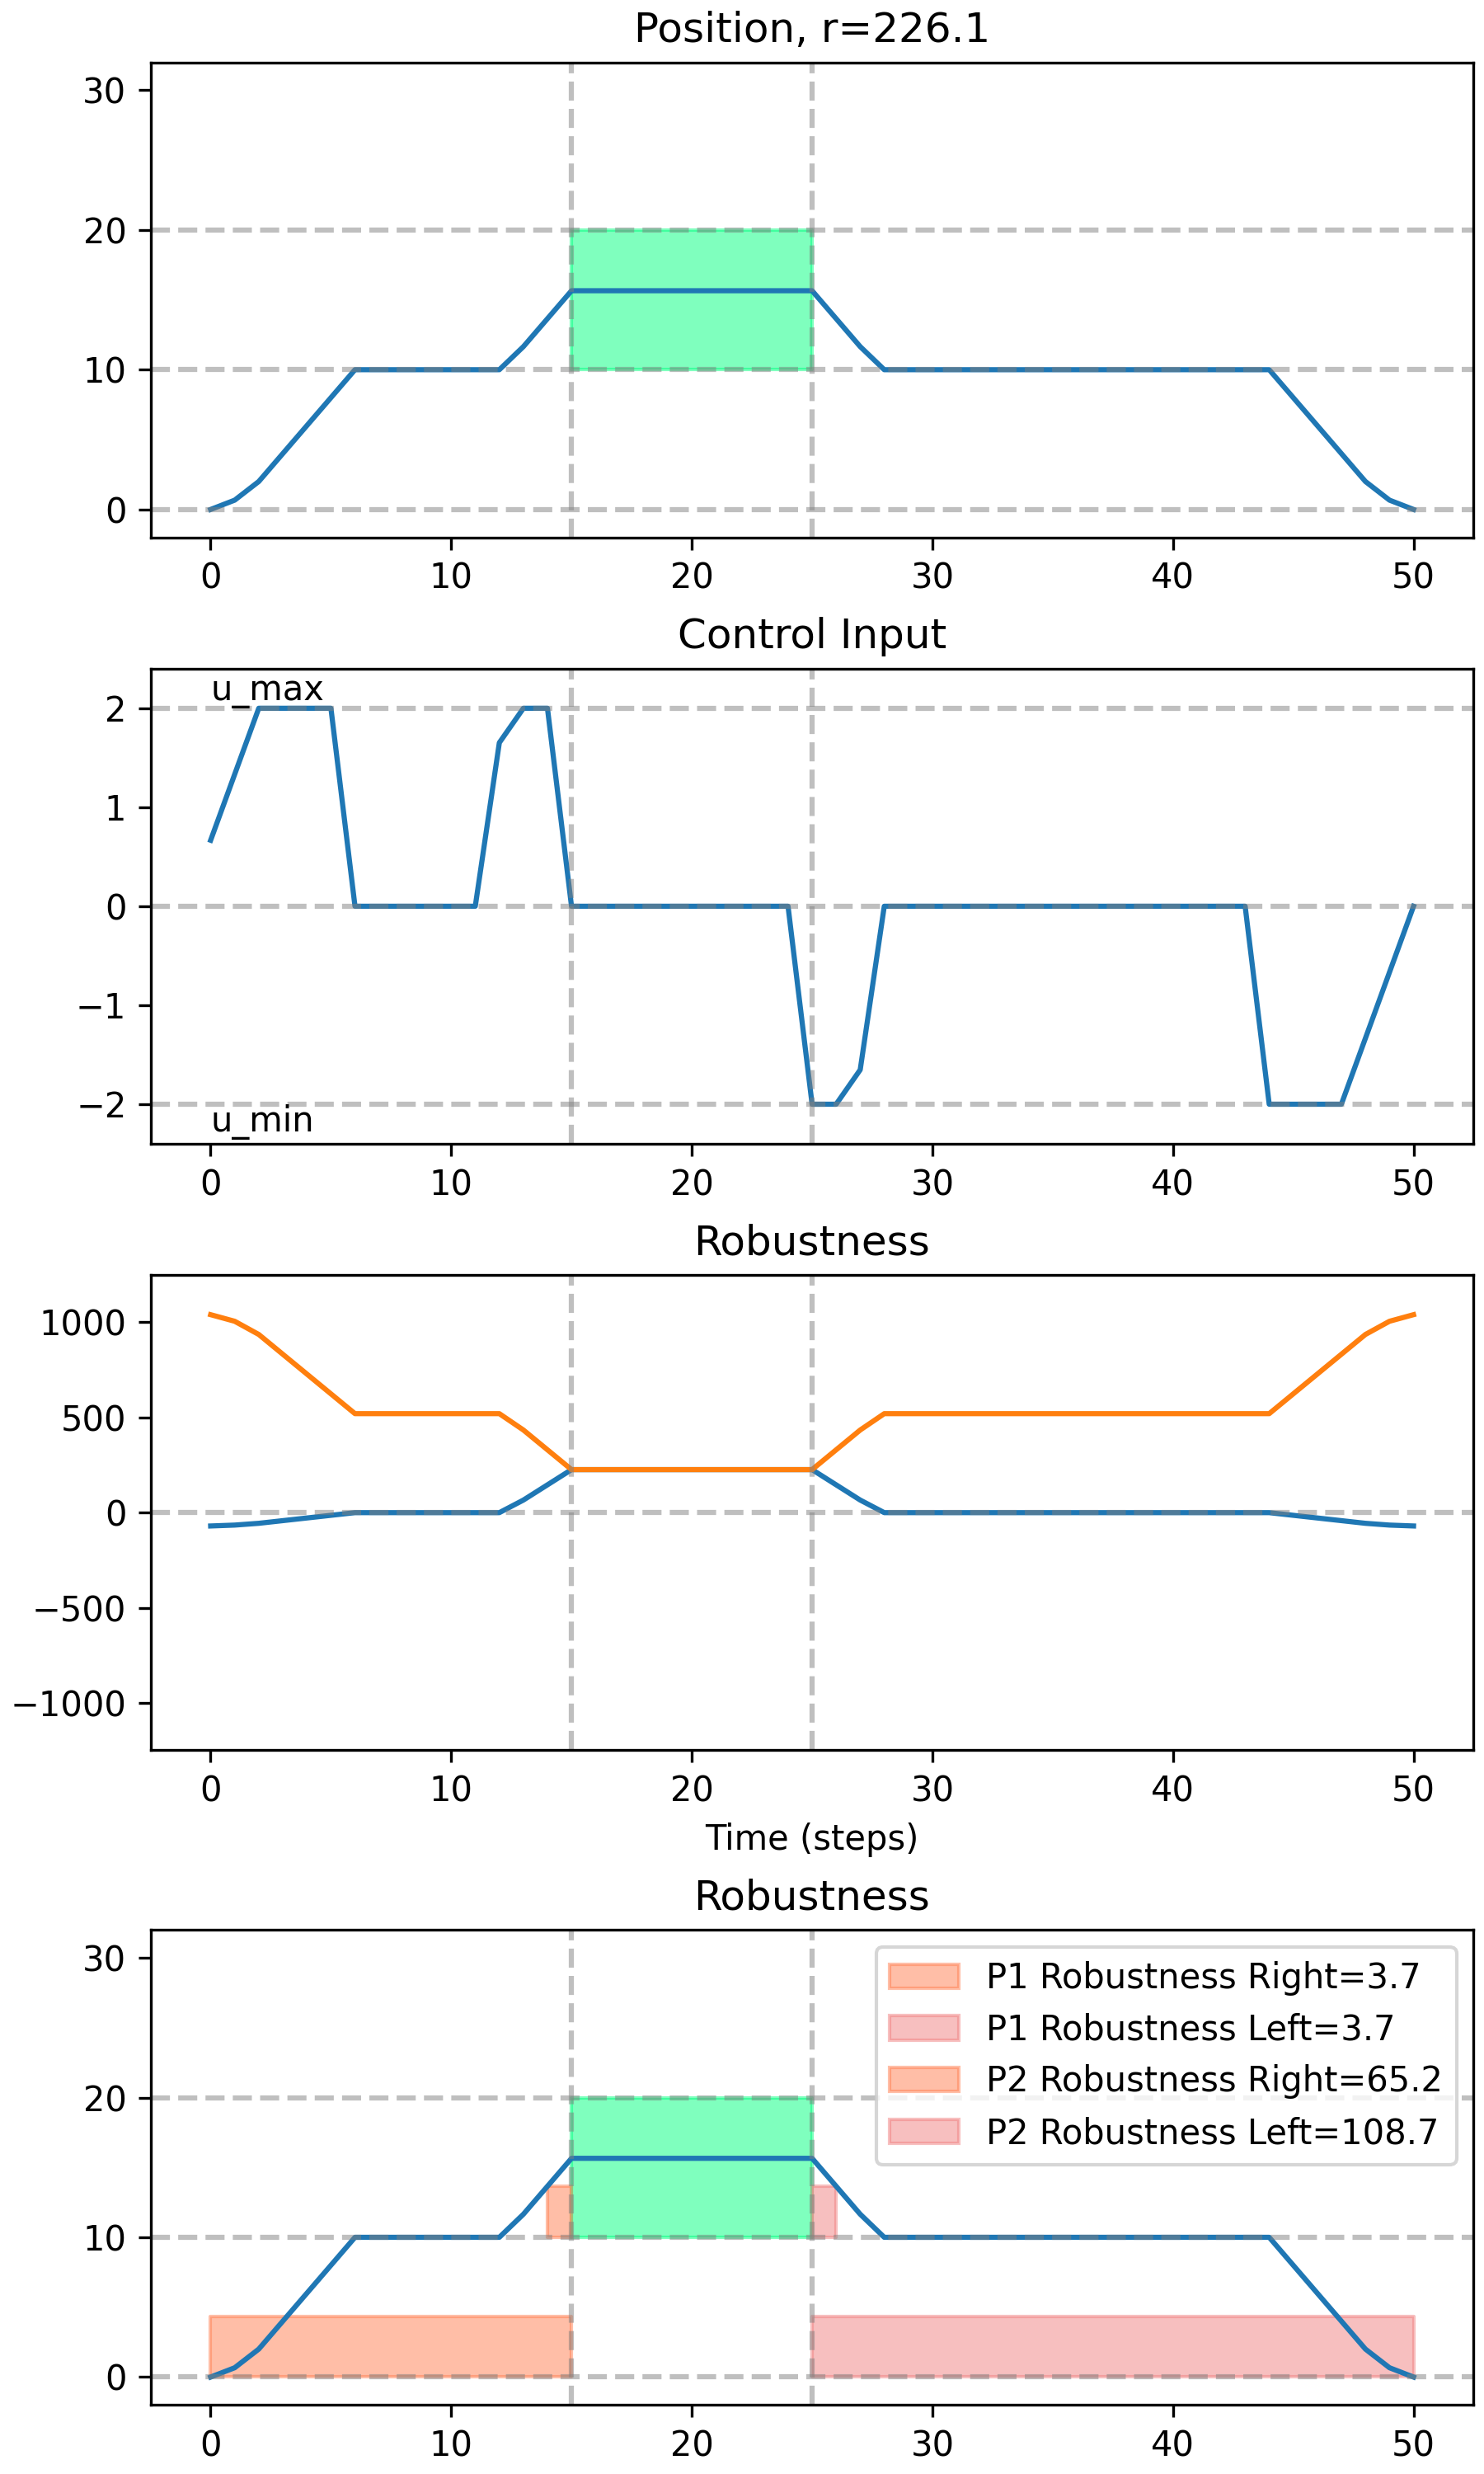 Position, r=226.1
30
20
10
0
0 10 20 30 40 50
Control Input
u_max
2
1
0
−1
−2
u_min
0 10 20 30 40 50
Robustness
1000
500
0
−500
−1000
0 10 20 30 40 50
Time (steps)
Robustness
30
P1 Robustness Right=3.7
P1 Robustness Left=3.7
P2 Robustness Right=65.2
20
P2 Robustness Left=108.7
10
0
0 10 20 30 40 50